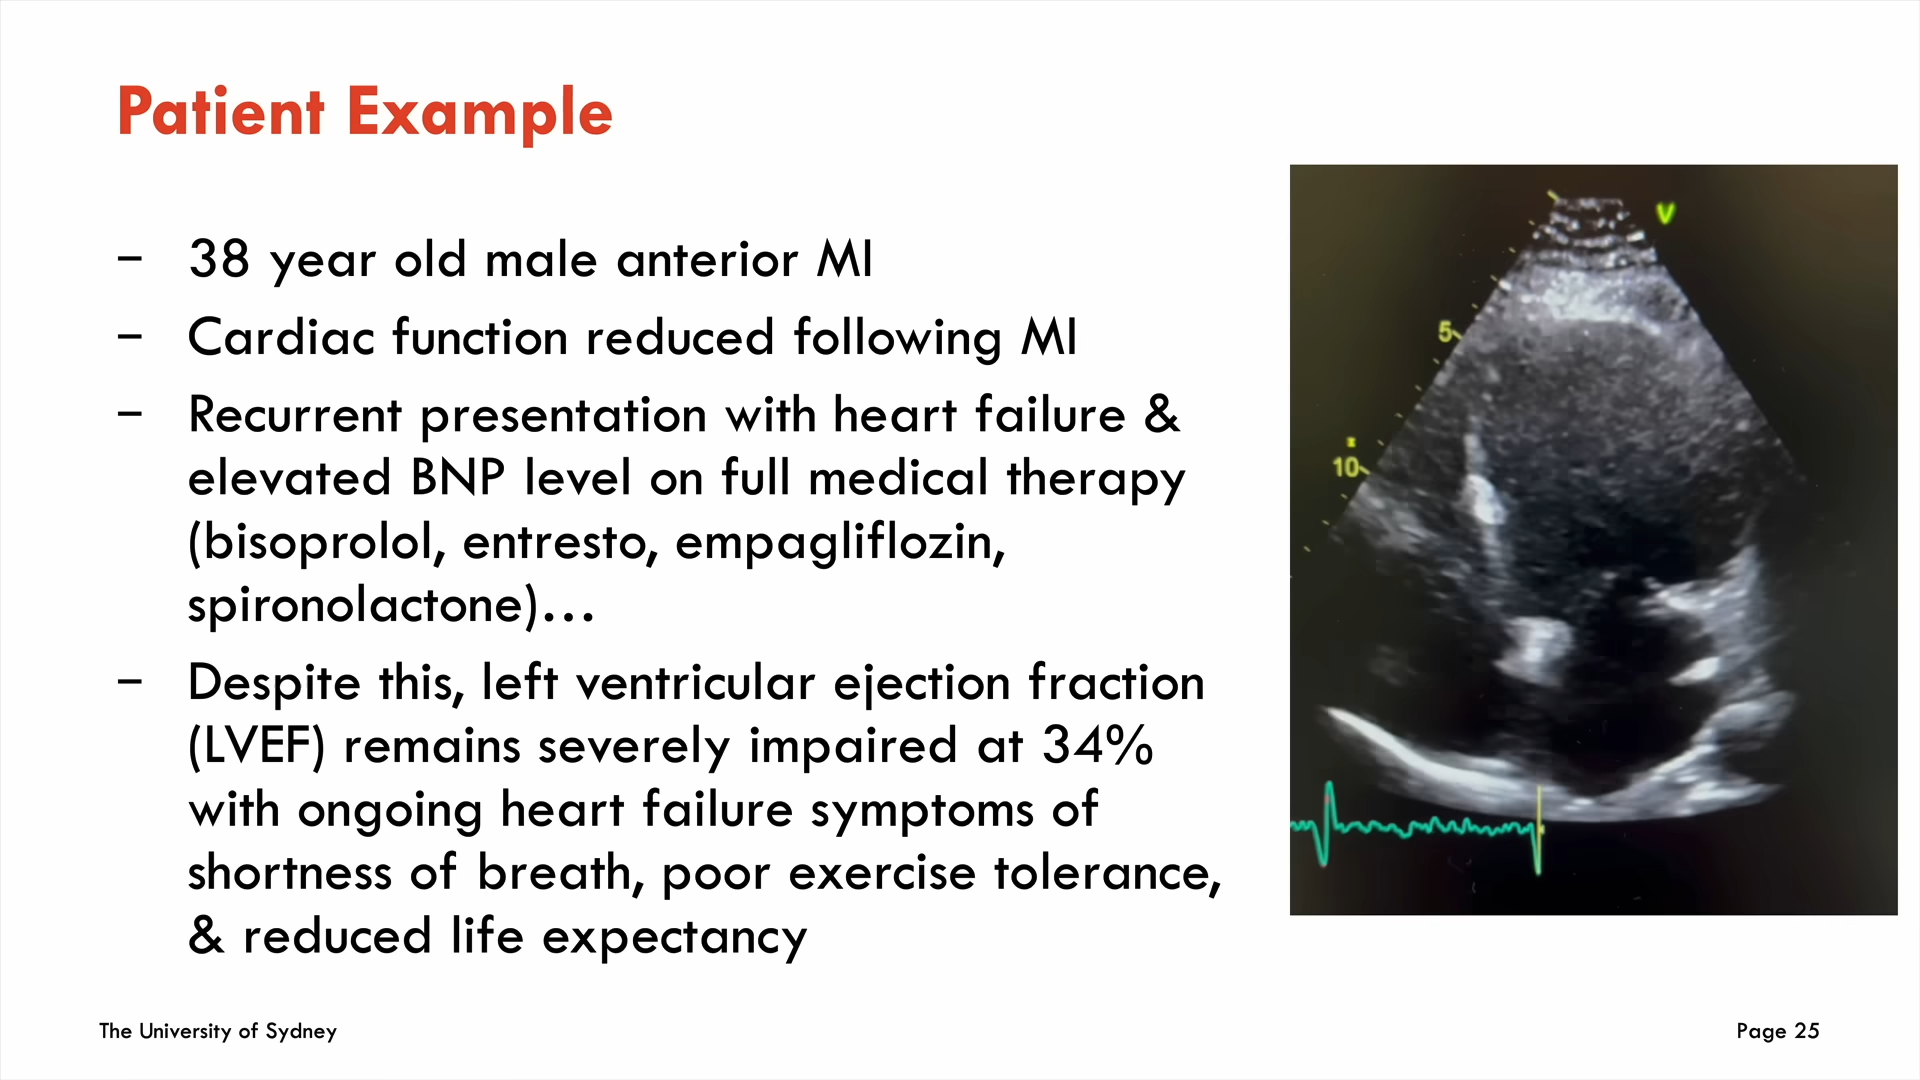 Patient Example
– 38 year old male anterior MI
– Cardiac function reduced following MI
– Recurrent presentation with heart failure &
elevated BNP level on full medical therapy
(bisoprolol, entresto, empagliflozin,
spironolactone)...
– Despite this, left ventricular ejection fraction
(LVEF) remains severely impaired at 34%
with ongoing heart failure symptoms of
shortness of breath, poor exercise tolerance,
& reduced life expectancy
V
5
10
The University of Sydney
Page 25